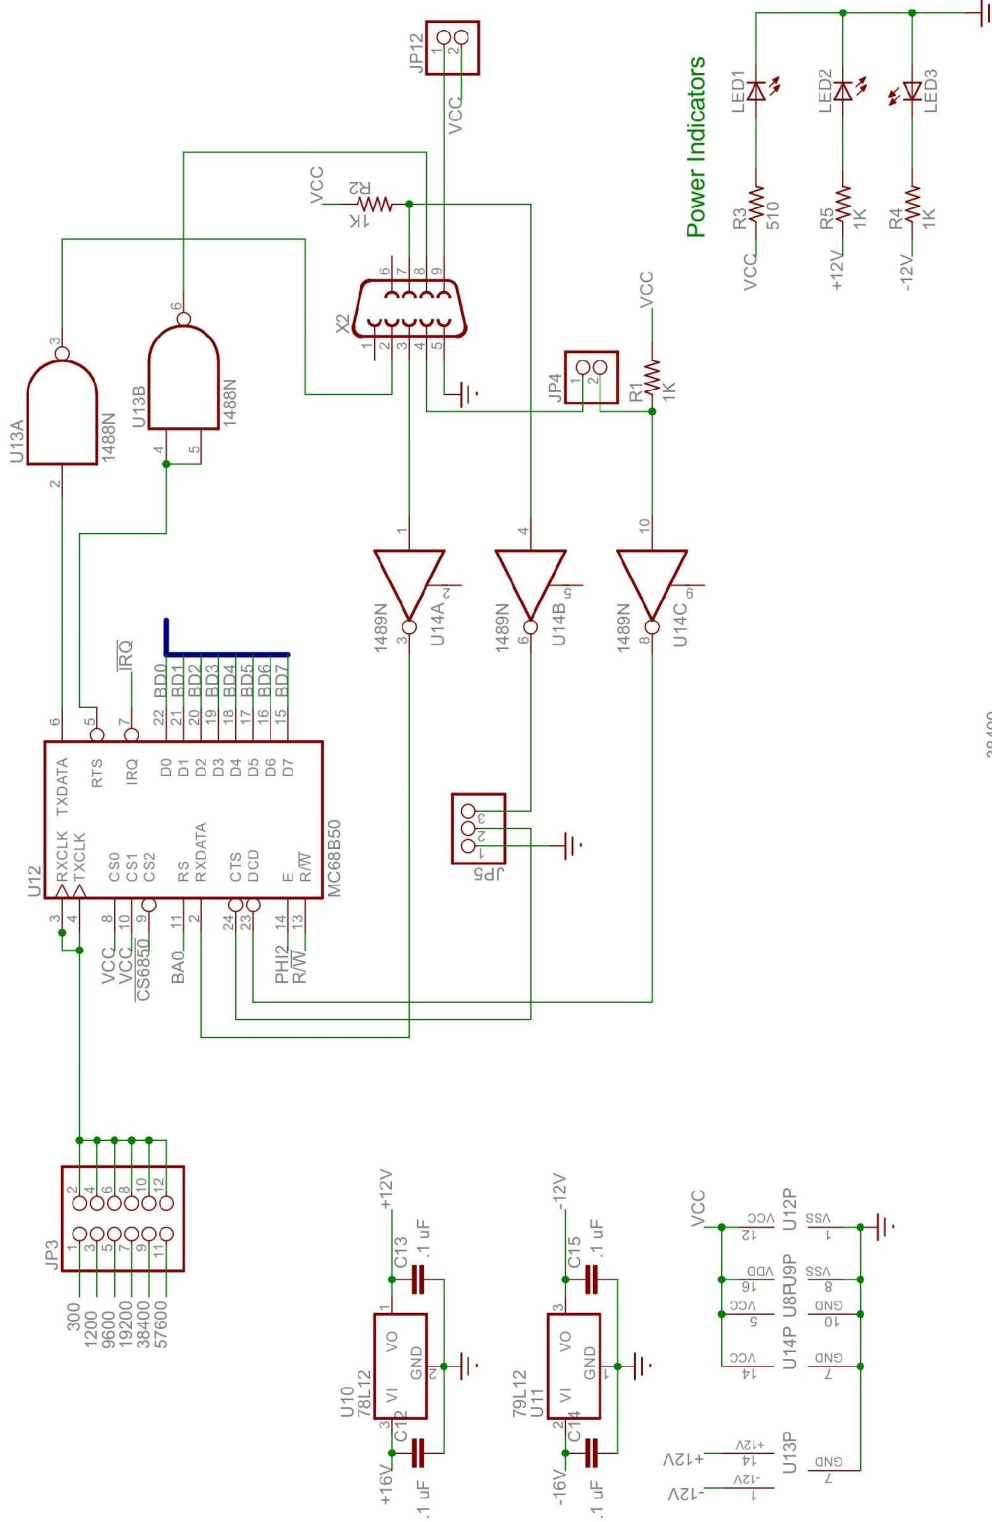 JP12
1
2
VCC
Power Indicators
LED1
LED2
LED3
R3
510
R5
1K
R4
1K
VCC
+12V
-12V
U13A
1488N
2
3
U13B
1488N
4
5
6
VCC
R2
1K
X2
1
2
3
4
5
6
7
8
9
JP4
1
2
R1
1K
VCC
1
2
3
1489N
U14A
4
5
6
1489N
U14B
10
9
8
1489N
U14C
IRQ
BD0
BD1
BD2
BD3
BD4
BD5
BD6
BD7
6
5
7
22
21
20
19
18
17
16
15
U12
MC68B50
TXDATA
RTS
IRQ
D0
D1
D2
D3
D4
D5
D6
D7
RXCLK
TXCLK
CS0
CS1
CS2
RS
RXDATA
CTS
DCD
E
R/W
3
4
8
10
9
11
2
24
23
14
13
VCC
VCC
CS6850
BA0
PHI2
R/W
JP5
1
2
3
38400
JP3
2
4
6
8
10
12
1
3
5
7
9
11
300
1200
9600
19200
38400
57600
+12V
C13
.1 uF
1
VO
GND
2
VI
3
U10
78L12
C12
+16V
.1 uF
-12V
C15
.1 uF
3
VO
GND
1
VI
2
79L12
U11
C14
-16V
.1 uF
VCC
12
VCC
U12P
VSS
1
16
VDD
U9P
VSS
8
5
VCC
U8P
GND
10
14
VCC
U14P
GND
7
+12V
14
+12V
U13P
GND
7
-12V
1
-12V